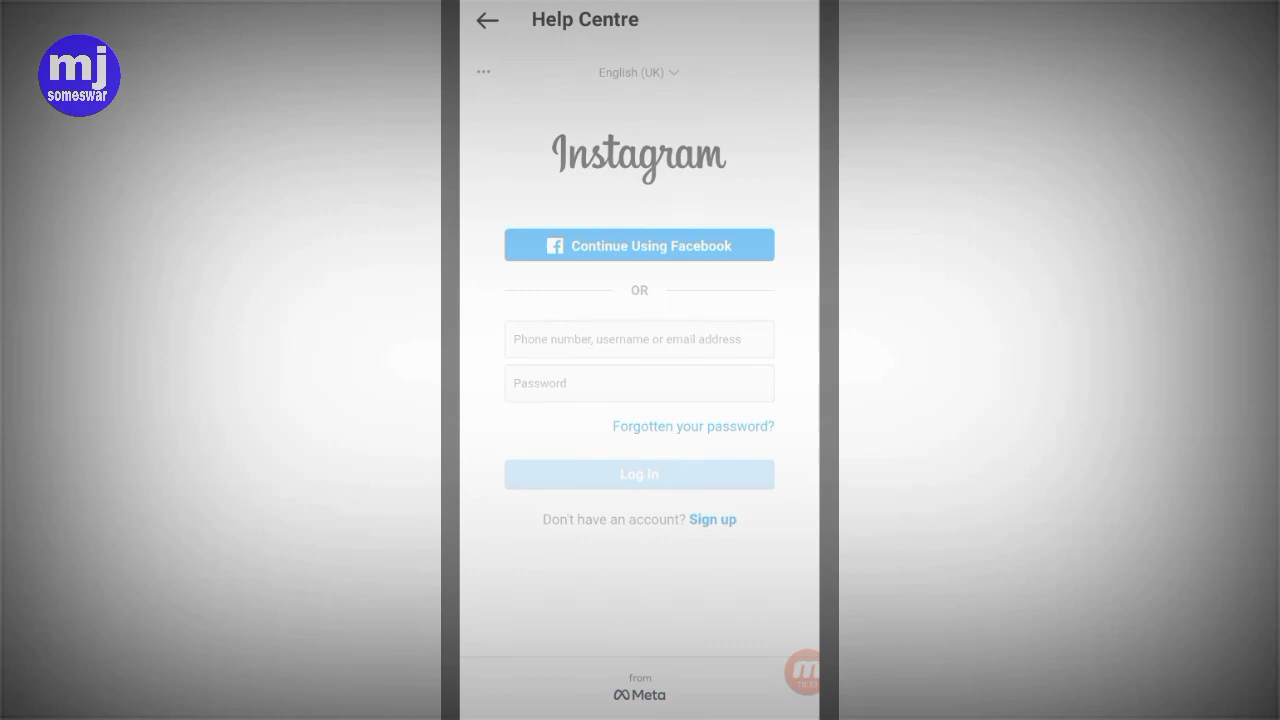 Help Centre
mj
someswar
English (UK)
Instagram
Continue Using Facebook
OR
Phone number, username or email address
Password
Forgotten your password?
Log In
Don't have an account? Sign up
from
Meta